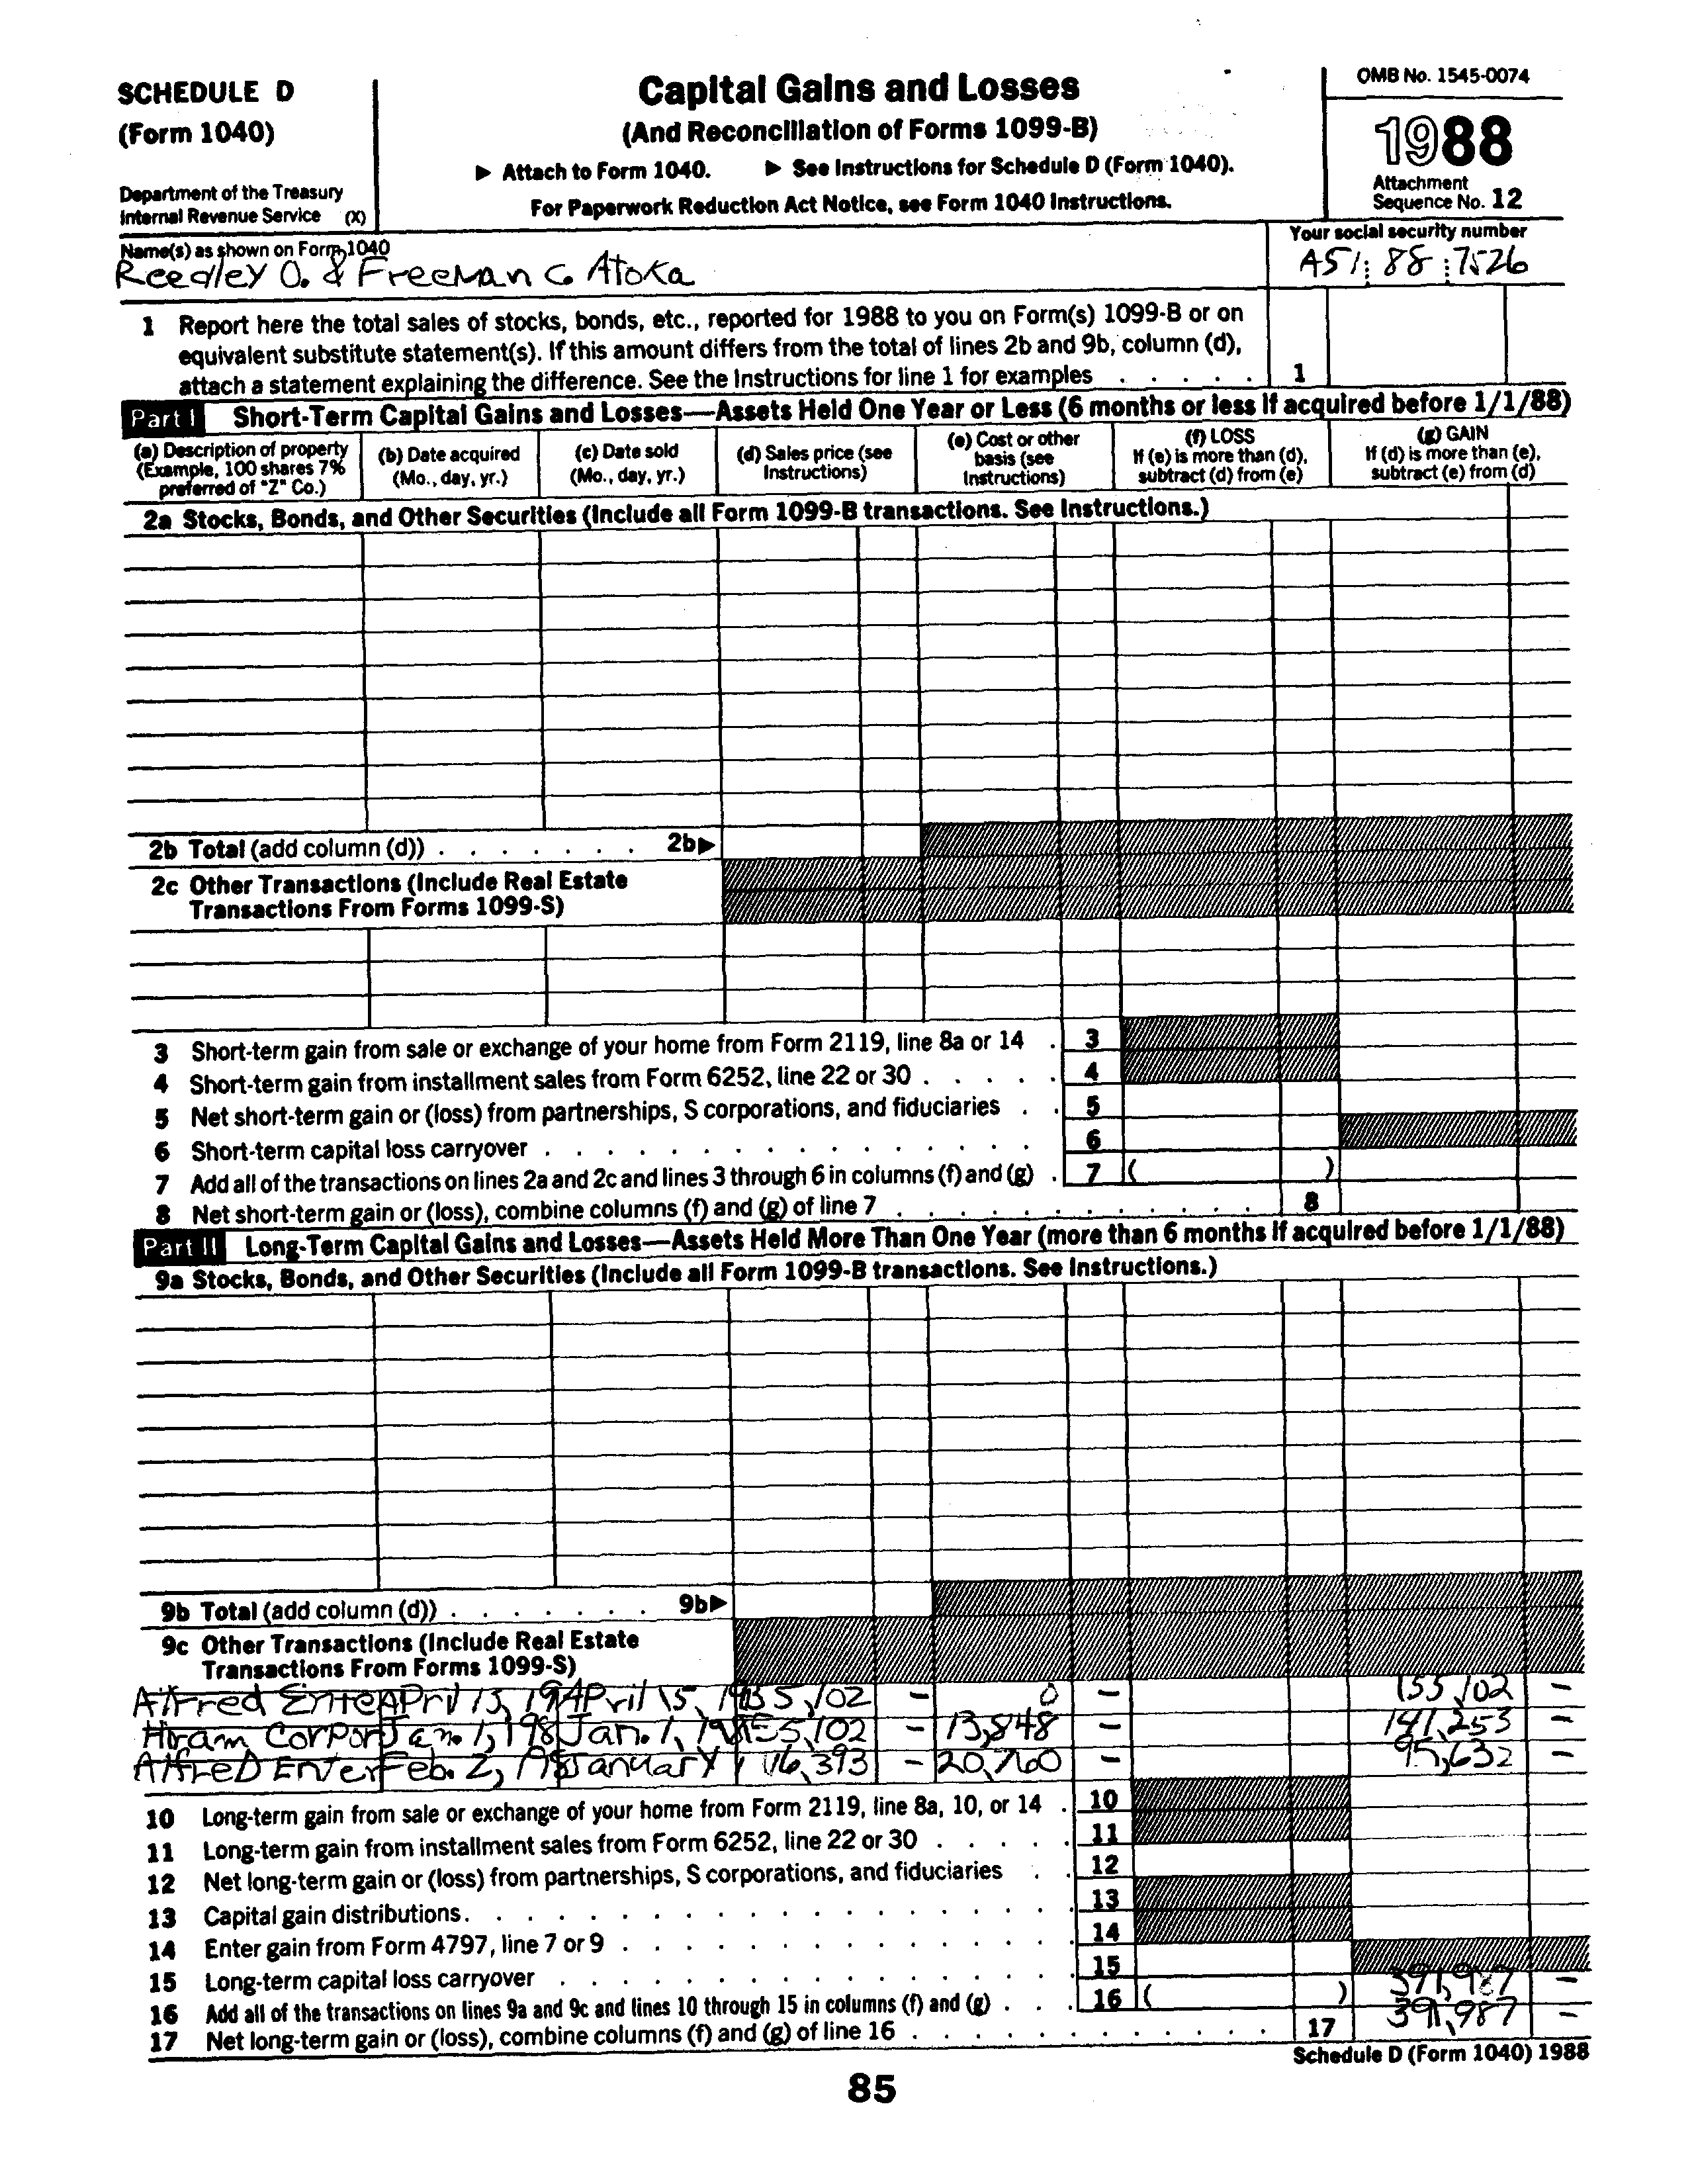 SCHEDULE D
(Form 1040)
Department of the Treasury
Internal Revenue Service (X)
Capital Gains and Losses
(And Reconciliation of Forms 1099-B)
▶ Attach to Form 1040. ▶ See Instructions for Schedule D (Form 1040).
For Paperwork Reduction Act Notice, see Form 1040 Instructions.
OMB No. 1545-0074
1988
Attachment
Sequence No. 12
Name(s) as shown on Form 1040
Reedley O. & Freeman C. Atoka
Your social security number
A51 88 7526
1 Report here the total sales of stocks, bonds, etc., reported for 1988 to you on Form(s) 1099-B or on
equivalent substitute statement(s). If this amount differs from the total of lines 2b and 9b, column (d),
attach a statement explaining the difference. See the Instructions for line 1 for examples . . . . . 1
Part I Short-Term Capital Gains and Losses—Assets Held One Year or Less (6 months or less if acquired before 1/1/88)
(a) Description of property
(Example, 100 shares 7%
preferred of "Z" Co.)
(b) Date acquired
(Mo., day, yr.)
(c) Date sold
(Mo., day, yr.)
(d) Sales price (see
Instructions)
(e) Cost or other
basis (see
Instructions)
(f) LOSS
If (e) is more than (d),
subtract (d) from (e)
(g) GAIN
If (d) is more than (e),
subtract (e) from (d)
2a Stocks, Bonds, and Other Securities (Include all Form 1099-B transactions. See Instructions.)
2b Total (add column (d)) . . . . . . . 2b▶
2c Other Transactions (Include Real Estate
Transactions From Forms 1099-S)
3 Short-term gain from sale or exchange of your home from Form 2119, line 8a or 14 . 3
4 Short-term gain from installment sales from Form 6252, line 22 or 30 . . . . . 4
5 Net short-term gain or (loss) from partnerships, S corporations, and fiduciaries . . 5
6 Short-term capital loss carryover . . . . . . . . . . . . . . . . 6
7 Add all of the transactions on lines 2a and 2c and lines 3 through 6 in columns (f) and (g) . 7 ( )
8 Net short-term gain or (loss), combine columns (f) and (g) of line 7 . . . . . . . . . . . . 8
Part II Long-Term Capital Gains and Losses—Assets Held More Than One Year (more than 6 months if acquired before 1/1/88)
9a Stocks, Bonds, and Other Securities (Include all Form 1099-B transactions. See Instructions.)
9b Total (add column (d)) . . . . . . . 9b▶
9c Other Transactions (Include Real Estate
Transactions From Forms 1099-S)
Alfred Ente April 15, 19 April 15, 19 155,102 - 0 - 155,102 -
Hiram Corpor Jan. 1, 198 Jan. 1, 198 155,102 - 13,848 - 141,253 -
AlfreD Enter Feb. 2, 19 January 116,393 - 20,760 - 95,632 -
10 Long-term gain from sale or exchange of your home from Form 2119, line 8a, 10, or 14 . 10
11 Long-term gain from installment sales from Form 6252, line 22 or 30 . . . . . 11
12 Net long-term gain or (loss) from partnerships, S corporations, and fiduciaries . . 12
13 Capital gain distributions. . . . . . . . . . . . . . . . . . . 13
14 Enter gain from Form 4797, line 7 or 9 . . . . . . . . . . . . . . 14
15 Long-term capital loss carryover . . . . . . . . . . . . . . . . 15
16 Add all of the transactions on lines 9a and 9c and lines 10 through 15 in columns (f) and (g) . . . 16 ( ) 391,987 -
17 Net long-term gain or (loss), combine columns (f) and (g) of line 16 . . . . . . . . . . . . 17 391,987 -
Schedule D (Form 1040) 1988
85